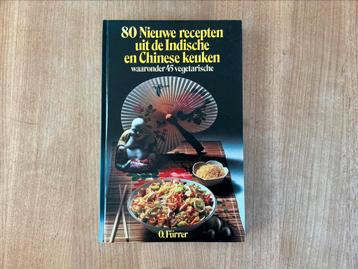 80 Nieuwe recepten
uit de Indische
en Chinese keuken
waaronder 45 vegetarische
O. Fürrer